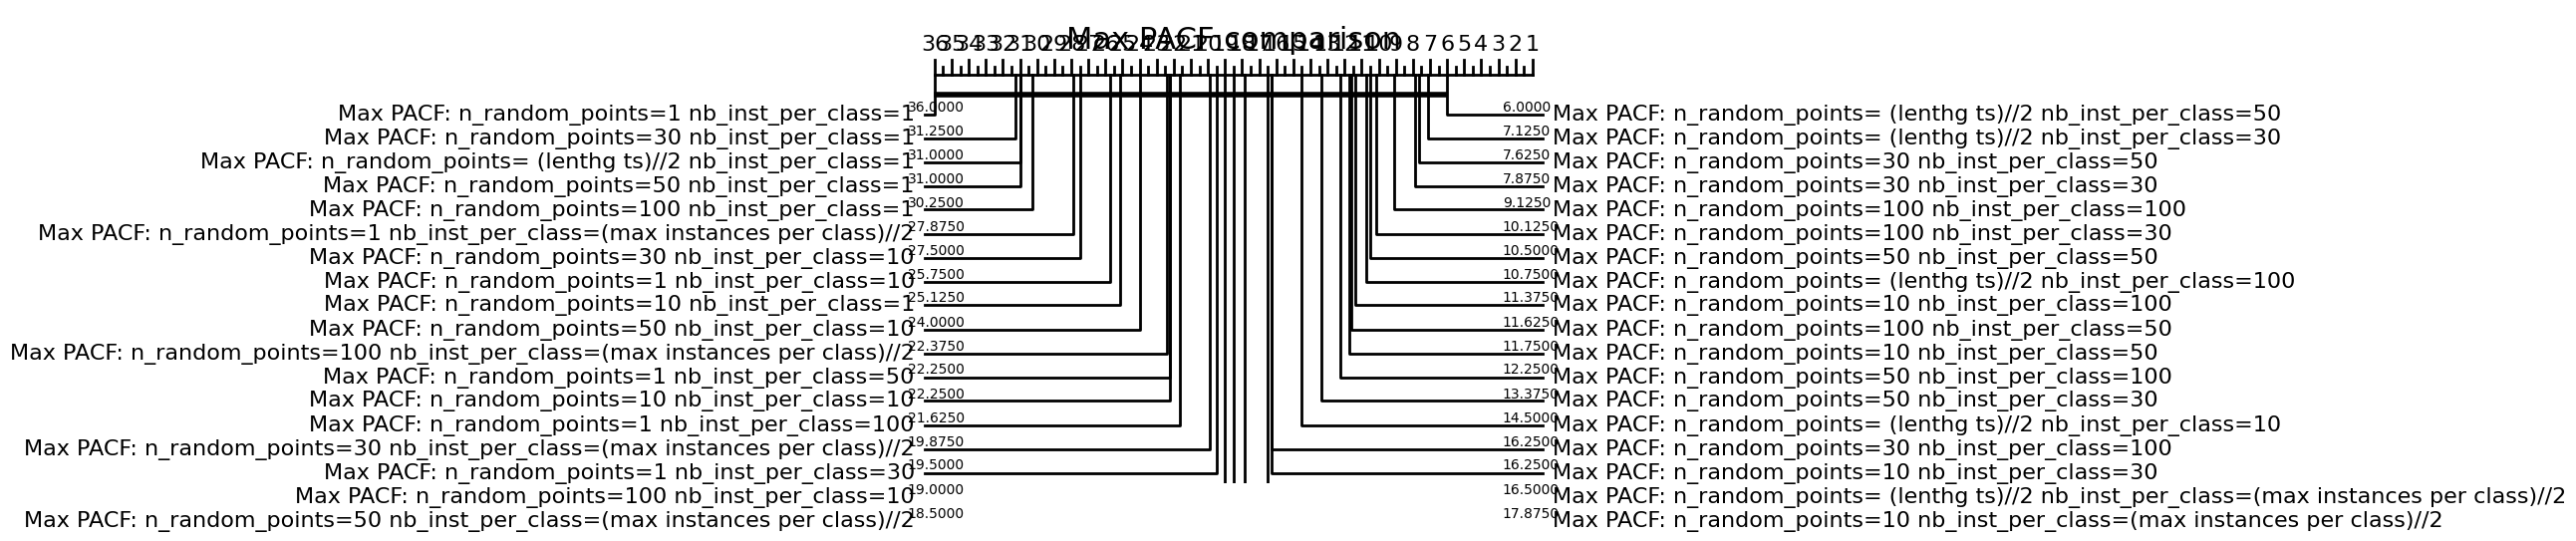 Max PACF comparison
36 35 34 33 32 31 30 29 28 27 26 25 24 23 22 21 20 19 18 17 16 15 14 13 12 11 10 9 8 7 6 5 4 3 2 1
Max PACF: n_random_points=1 nb_inst_per_class=1 36.0000
Max PACF: n_random_points=30 nb_inst_per_class=1 31.2500
Max PACF: n_random_points= (lenthg ts)//2 nb_inst_per_class=1 31.0000
Max PACF: n_random_points=50 nb_inst_per_class=1 31.0000
Max PACF: n_random_points=100 nb_inst_per_class=1 30.2500
Max PACF: n_random_points=1 nb_inst_per_class=(max instances per class)//2 27.8750
Max PACF: n_random_points=30 nb_inst_per_class=10 27.5000
Max PACF: n_random_points=1 nb_inst_per_class=10 25.7500
Max PACF: n_random_points=10 nb_inst_per_class=1 25.1250
Max PACF: n_random_points=50 nb_inst_per_class=10 24.0000
Max PACF: n_random_points=100 nb_inst_per_class=(max instances per class)//2 22.3750
Max PACF: n_random_points=1 nb_inst_per_class=50 22.2500
Max PACF: n_random_points=10 nb_inst_per_class=10 22.2500
Max PACF: n_random_points=1 nb_inst_per_class=100 21.6250
Max PACF: n_random_points=30 nb_inst_per_class=(max instances per class)//2 19.8750
Max PACF: n_random_points=1 nb_inst_per_class=30 19.5000
Max PACF: n_random_points=100 nb_inst_per_class=10 19.0000
Max PACF: n_random_points=50 nb_inst_per_class=(max instances per class)//2 18.5000
6.0000 Max PACF: n_random_points= (lenthg ts)//2 nb_inst_per_class=50
7.1250 Max PACF: n_random_points= (lenthg ts)//2 nb_inst_per_class=30
7.6250 Max PACF: n_random_points=30 nb_inst_per_class=50
7.8750 Max PACF: n_random_points=30 nb_inst_per_class=30
9.1250 Max PACF: n_random_points=100 nb_inst_per_class=100
10.1250 Max PACF: n_random_points=100 nb_inst_per_class=30
10.5000 Max PACF: n_random_points=50 nb_inst_per_class=50
10.7500 Max PACF: n_random_points= (lenthg ts)//2 nb_inst_per_class=100
11.3750 Max PACF: n_random_points=10 nb_inst_per_class=100
11.6250 Max PACF: n_random_points=100 nb_inst_per_class=50
11.7500 Max PACF: n_random_points=10 nb_inst_per_class=50
12.2500 Max PACF: n_random_points=50 nb_inst_per_class=100
13.3750 Max PACF: n_random_points=50 nb_inst_per_class=30
14.5000 Max PACF: n_random_points= (lenthg ts)//2 nb_inst_per_class=10
16.2500 Max PACF: n_random_points=30 nb_inst_per_class=100
16.2500 Max PACF: n_random_points=10 nb_inst_per_class=30
16.5000 Max PACF: n_random_points= (lenthg ts)//2 nb_inst_per_class=(max instances per class)//2
17.8750 Max PACF: n_random_points=10 nb_inst_per_class=(max instances per class)//2